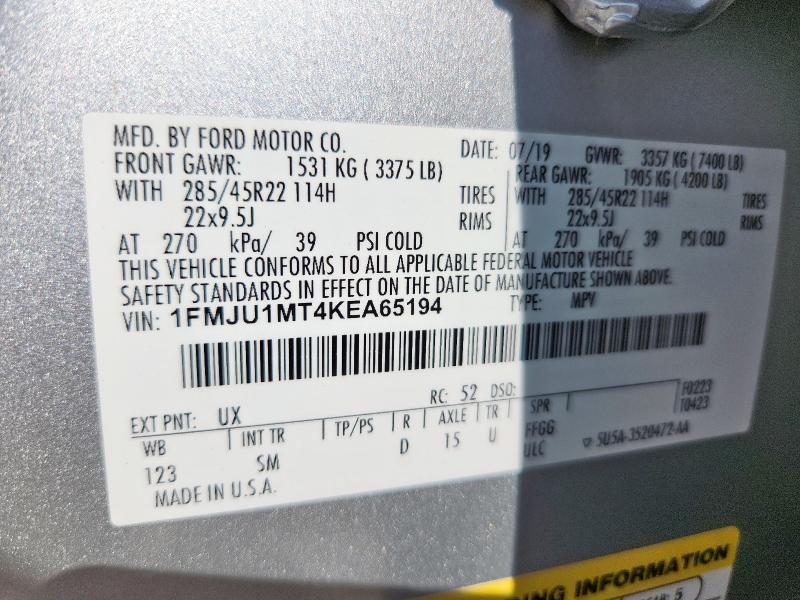 MFD. BY FORD MOTOR CO.
DATE: 07/19 GVWR: 3357 KG ( 7400 LB)
FRONT GAWR: 1531 KG ( 3375 LB)
REAR GAWR: 1905 KG ( 4200 LB)
WITH 285/45R22 114H TIRES
WITH 285/45R22 114H TIRES
22x9.5J RIMS
22x9.5J RIMS
AT 270 kPa/ 39 PSI COLD
AT 270 kPa/ 39 PSI COLD
THIS VEHICLE CONFORMS TO ALL APPLICABLE FEDERAL MOTOR VEHICLE
SAFETY STANDARDS IN EFFECT ON THE DATE OF MANUFACTURE SHOWN ABOVE.
VIN: 1FMJU1MT4KEA65194 TYPE: MPV
EXT PNT: UX RC: 52 DSO: F0223
T0423
WB INT TR TP/PS R AXLE TR SPR
123 SM D 15 U FFGG
ULC 5U5A-3520472-AA
MADE IN U.S.A.
ING INFORMATION